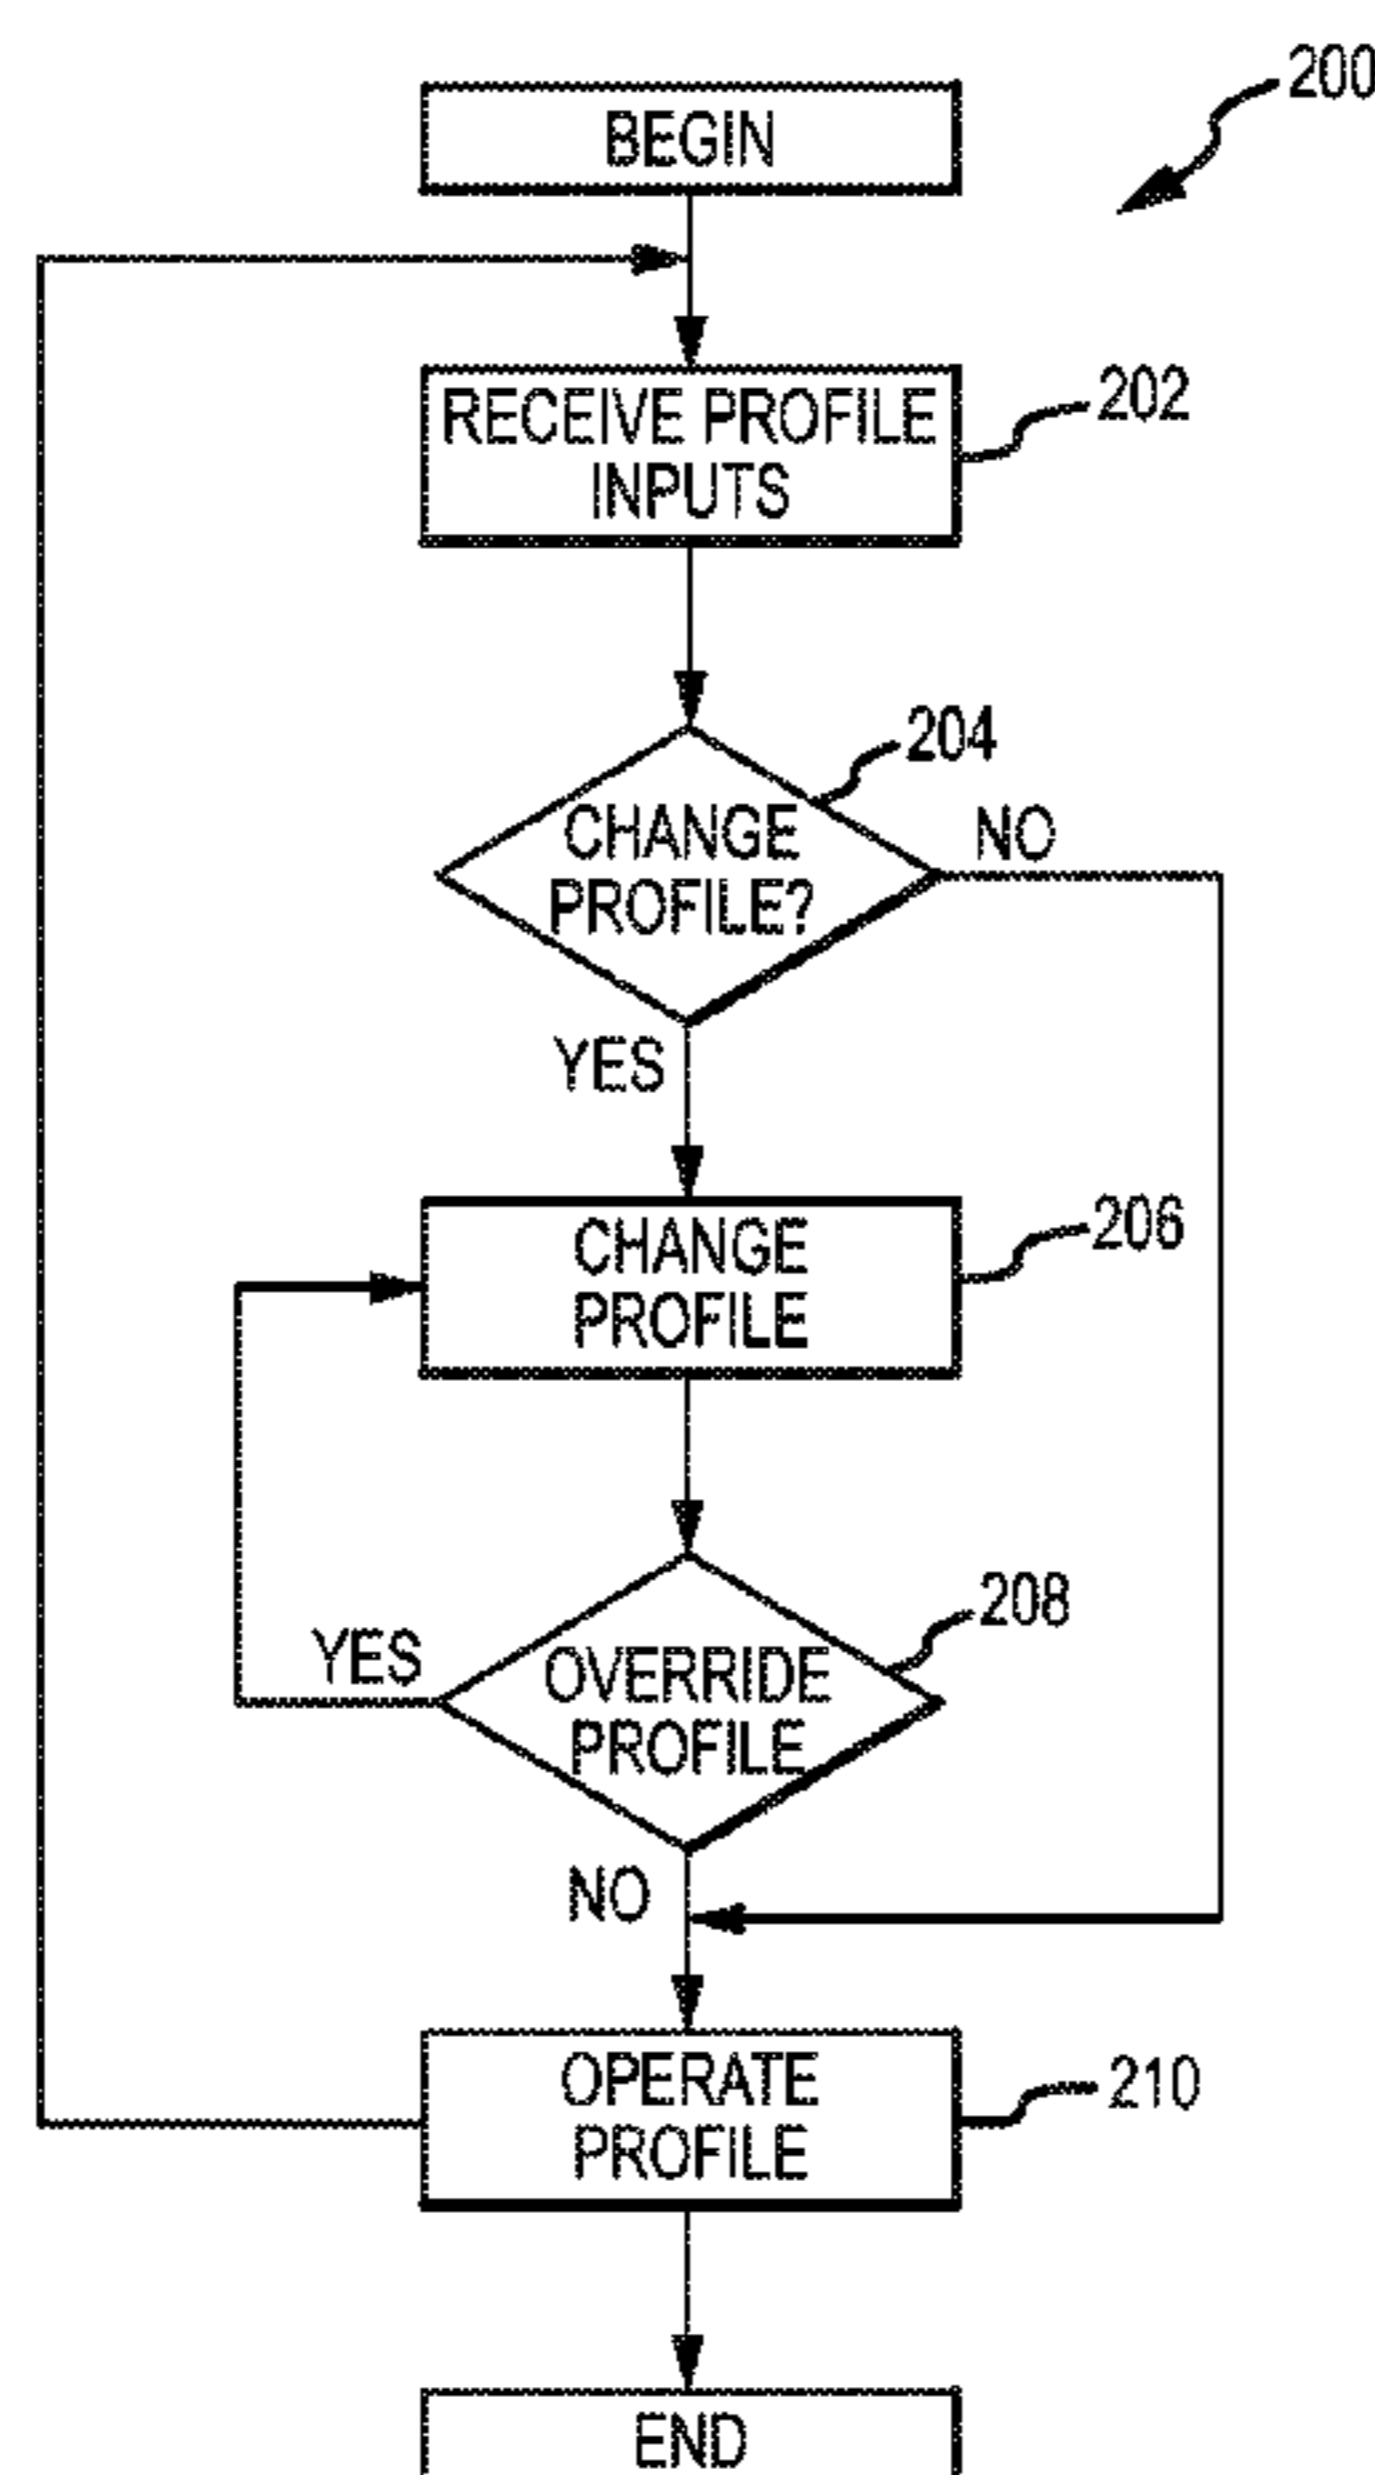 200
BEGIN
RECEIVE PROFILE
INPUTS
202
204
CHANGE
PROFILE?
NO
YES
CHANGE
PROFILE
206
208
YES
OVERRIDE
PROFILE
NO
OPERATE
PROFILE
210
END